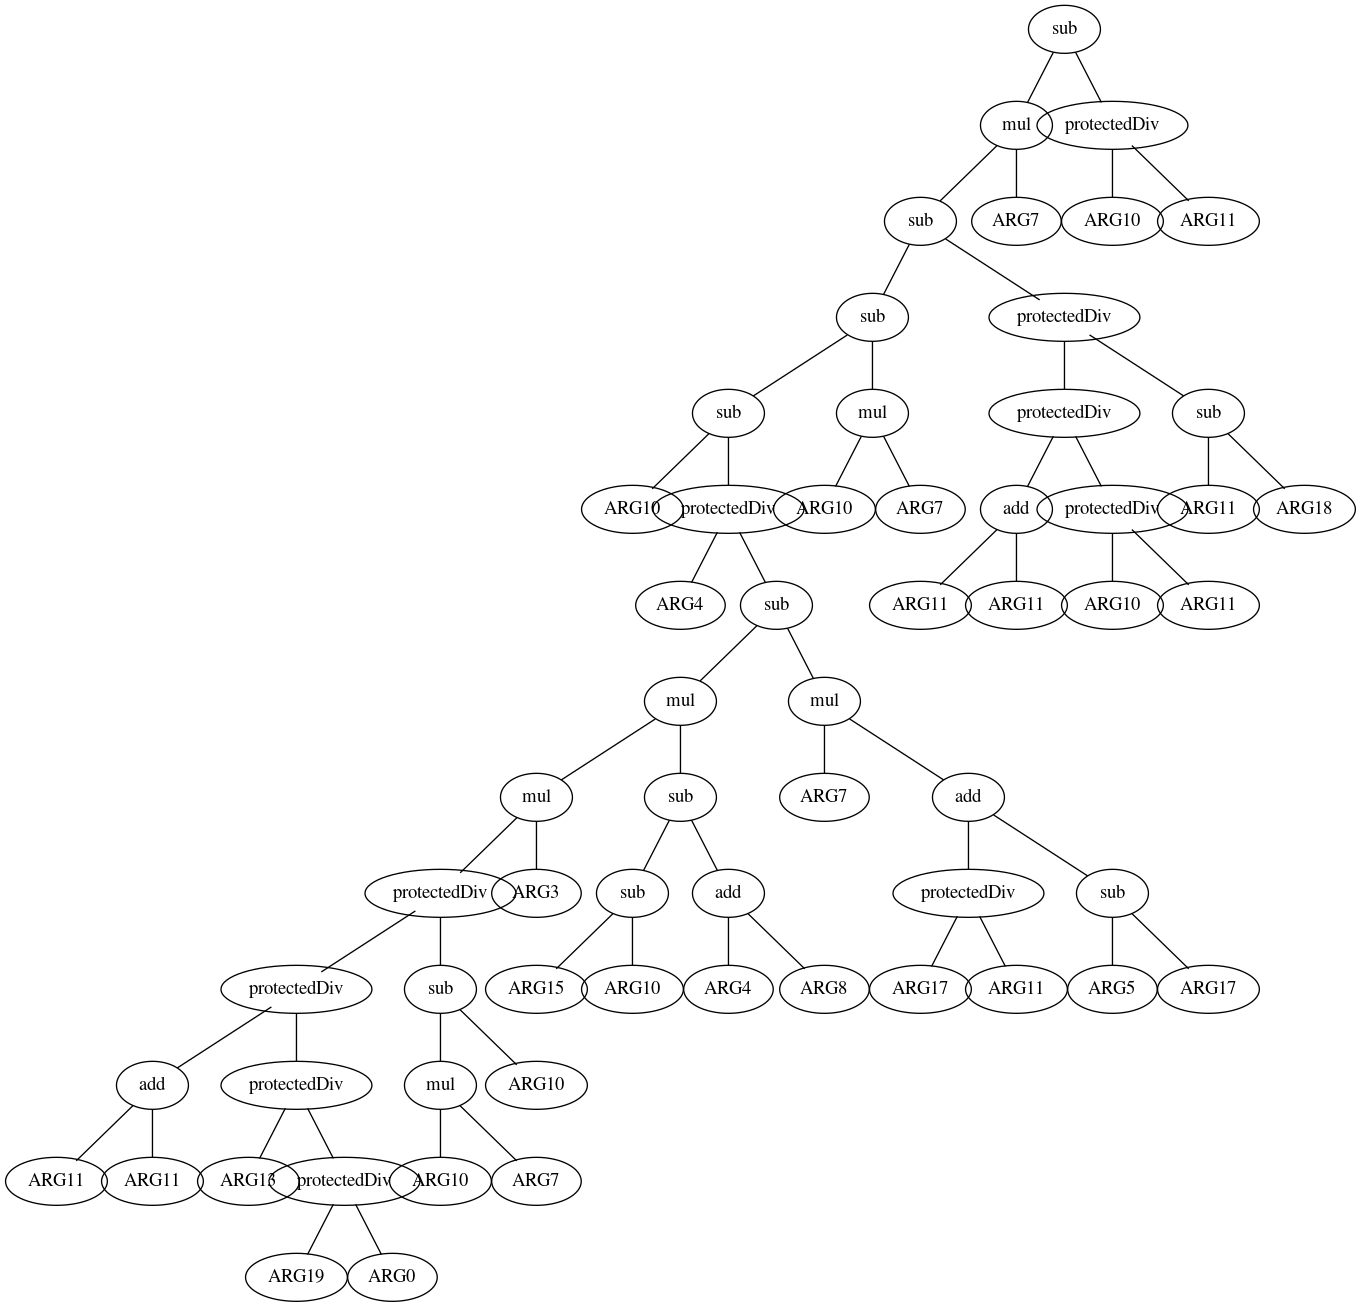 sub
mul protectedDiv
sub ARG7 ARG10 ARG11
sub protectedDiv
sub mul protectedDiv sub
ARG10 protectedDiv ARG10 ARG7 add protectedDiv ARG11 ARG18
ARG4 sub ARG11 ARG11 ARG10 ARG11
mul mul
mul sub ARG7 add
protectedDiv ARG3 sub add protectedDiv sub
protectedDiv sub ARG15 ARG10 ARG4 ARG8 ARG17 ARG11 ARG5 ARG17
add protectedDiv mul ARG10
ARG11 ARG11 ARG13 protectedDiv ARG10 ARG7
ARG19 ARG0